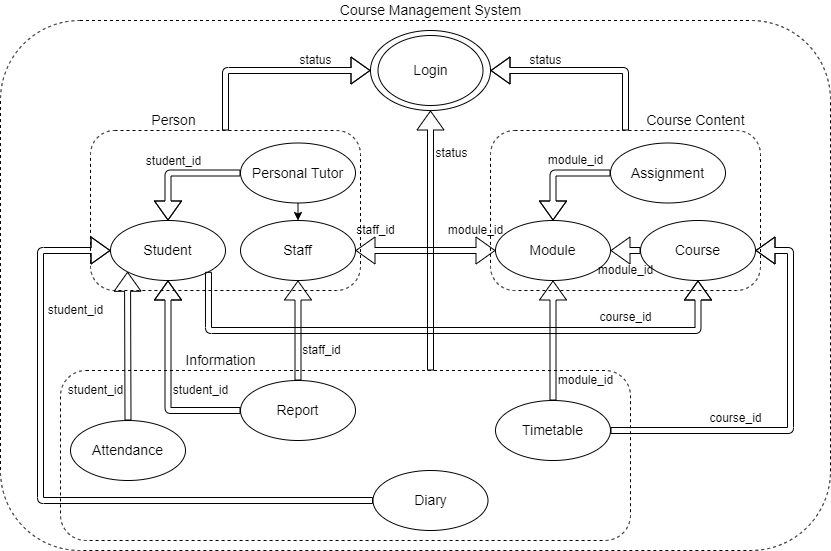 Course Management System
Login
status
status
Person
Course Content
status
student_id
Personal Tutor
module_id
Assignment
staff_id
module_id
Student
Staff
Module
Course
module_id
student_id
course_id
staff_id
Information
module_id
student_id
student_id
Report
course_id
Attendance
Timetable
Diary